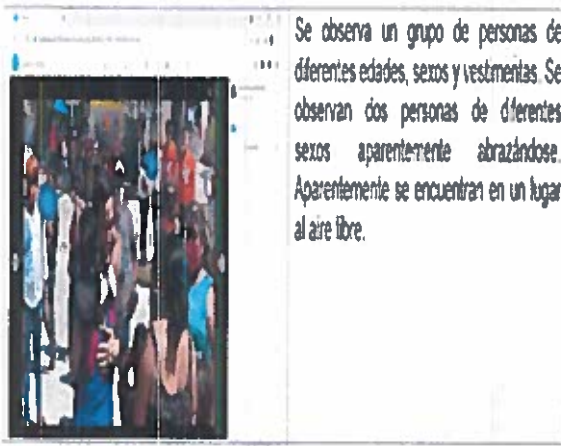 Se observa un grupo de personas de
diferentes edades, sexos y vestimentas. Se
observan dos personas de diferentes
sexos aparentemente abrazándose.
Aparentemente se encuentran en un lugar
al aire libre.